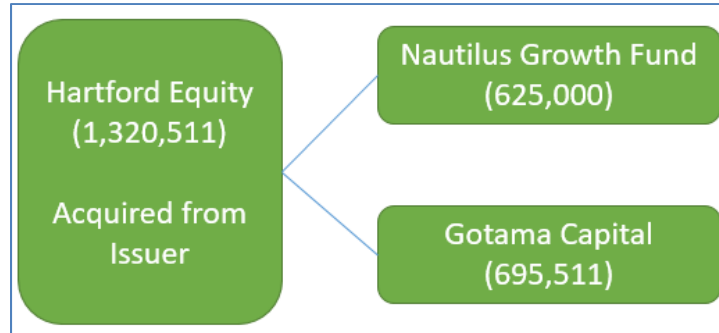 Hartford Equity
(1,320,511)
Acquired from
Issuer
Nautilus Growth Fund
(625,000)
Gotama Capital
(695,511)